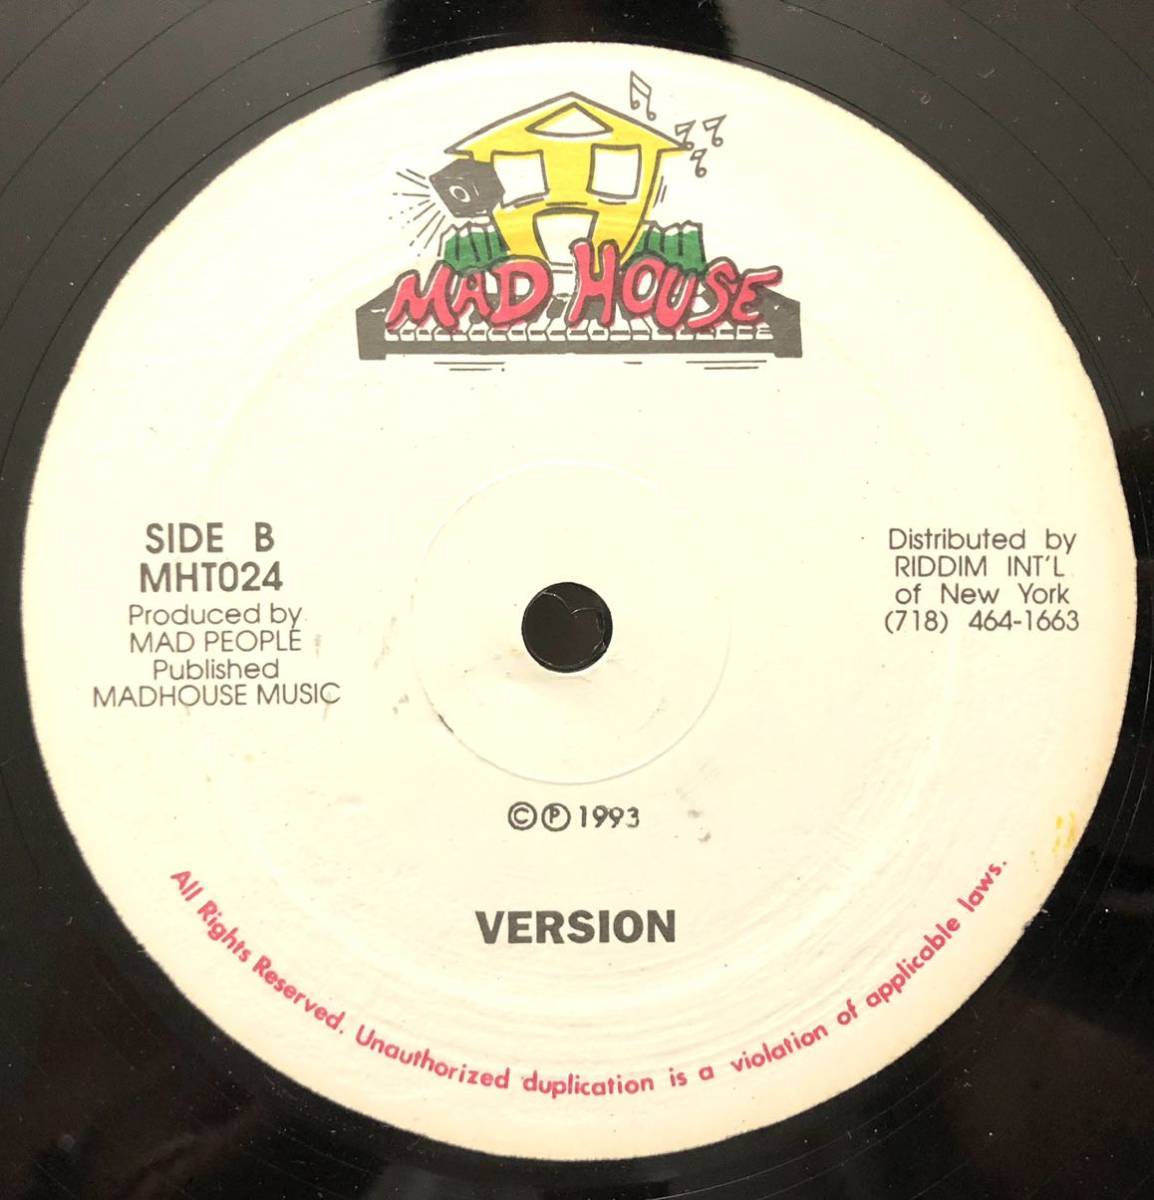 MAD HOUSE
SIDE B
MHT024
Produced by
MAD PEOPLE
Published
MADHOUSE MUSIC
Distributed by
RIDDIM INT'L
of New York
(718) 464-1663
©℗ 1993
VERSION
All Rights Reserved. Unauthorized duplication is a violation of applicable laws.